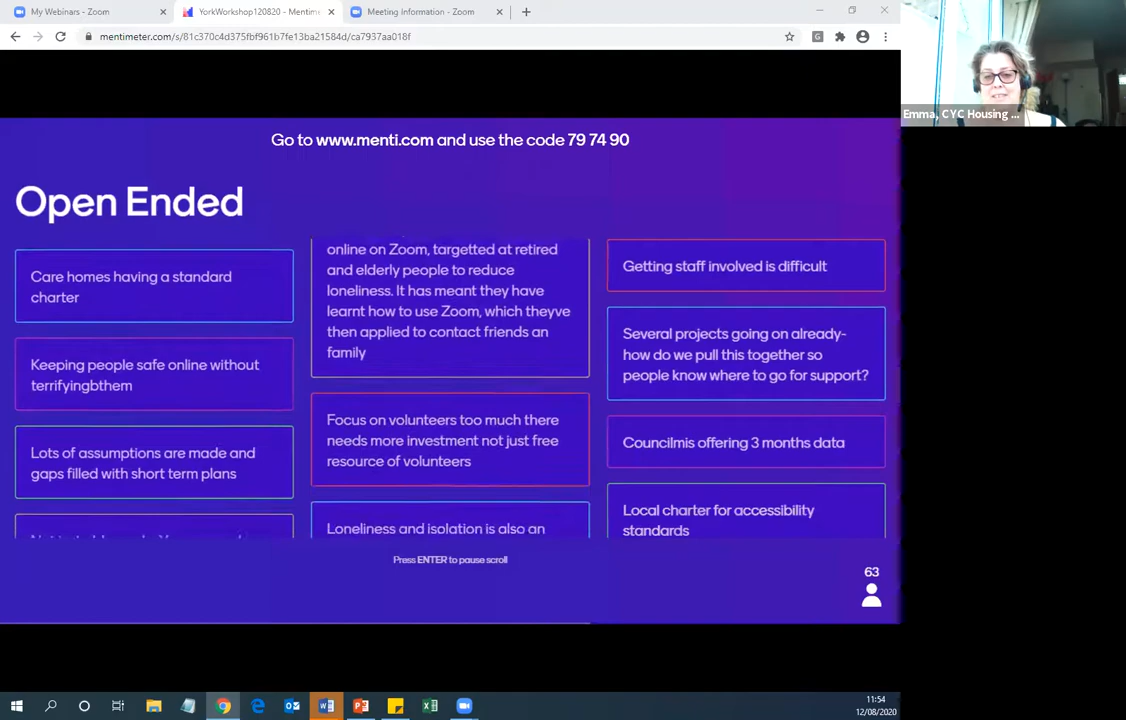 My Webinars - Zoom
YorkWorkshop120820 - Mentime
Meeting Information - Zoom
mentimeter.com/s/81c370c4d375fbf961b7fe13ba21584d/ca7937aa018f
Emma, CYC Housing ...
Go to www.menti.com and use the code 79 74 90
Open Ended
Care homes having a standard
charter
Keeping people safe online without
terrifyingbthem
Lots of assumptions are made and
gaps filled with short term plans
online on Zoom, targetted at retired
and elderly people to reduce
loneliness. It has meant they have
learnt how to use Zoom, which theyve
then applied to contact friends an
family
Focus on volunteers too much there
needs more investment not just free
resource of volunteers
Loneliness and isolation is also an
Getting staff involved is difficult
Several projects going on already-
how do we pull this together so
people know where to go for support?
Councilmis offering 3 months data
Local charter for accessibility
standards
Press ENTER to pause scroll
63
11:54
12/08/2020